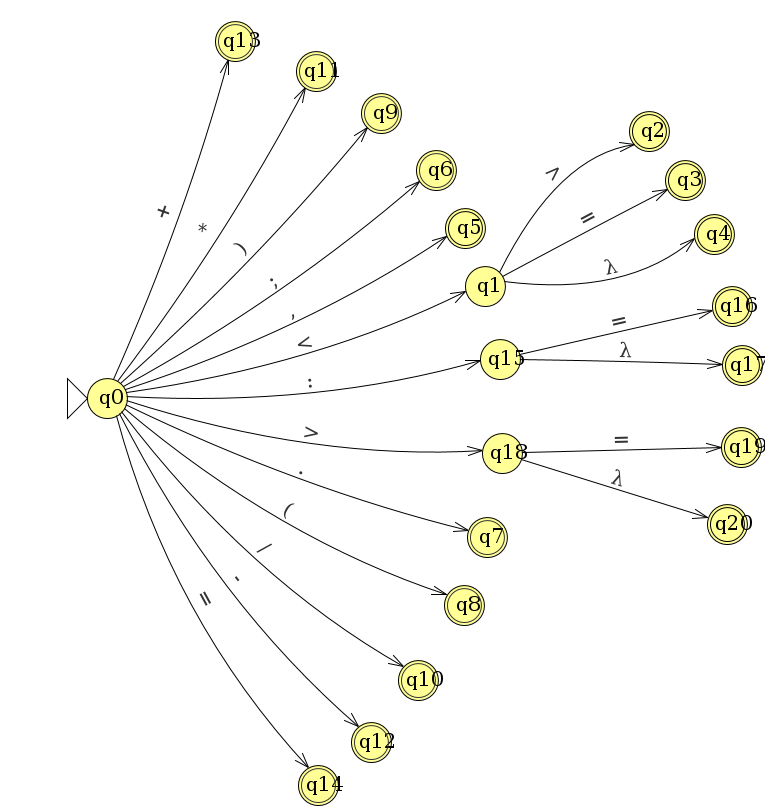 q13
q11
q9
q2
q6
>
q3
+
=
*
q5
q4
)
λ
;
q1
q16
,
=
<
λ
q15
q17
:
q0
>
=
q19
q18
.
λ
(
q20
q7
/
-
=
q8
q10
q12
q14